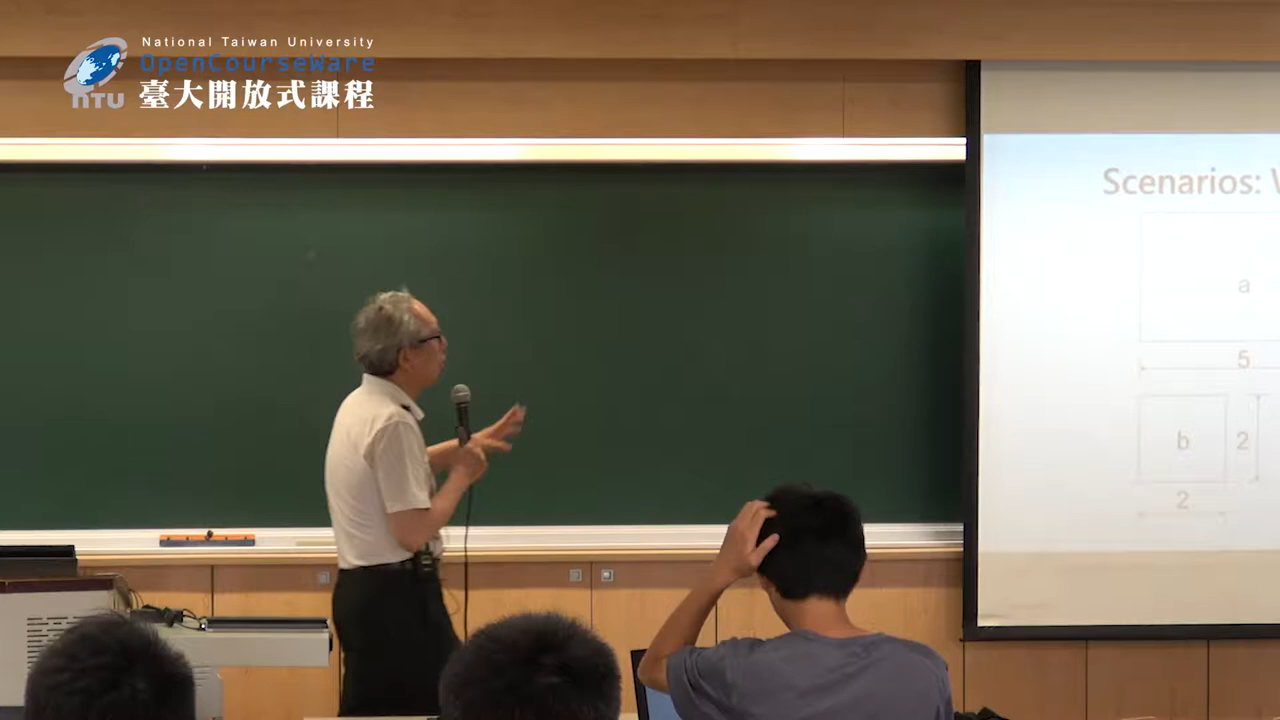 National Taiwan University
OpenCourseWare
臺大開放式課程
NTU
Scenarios:
a
5
b
2
2